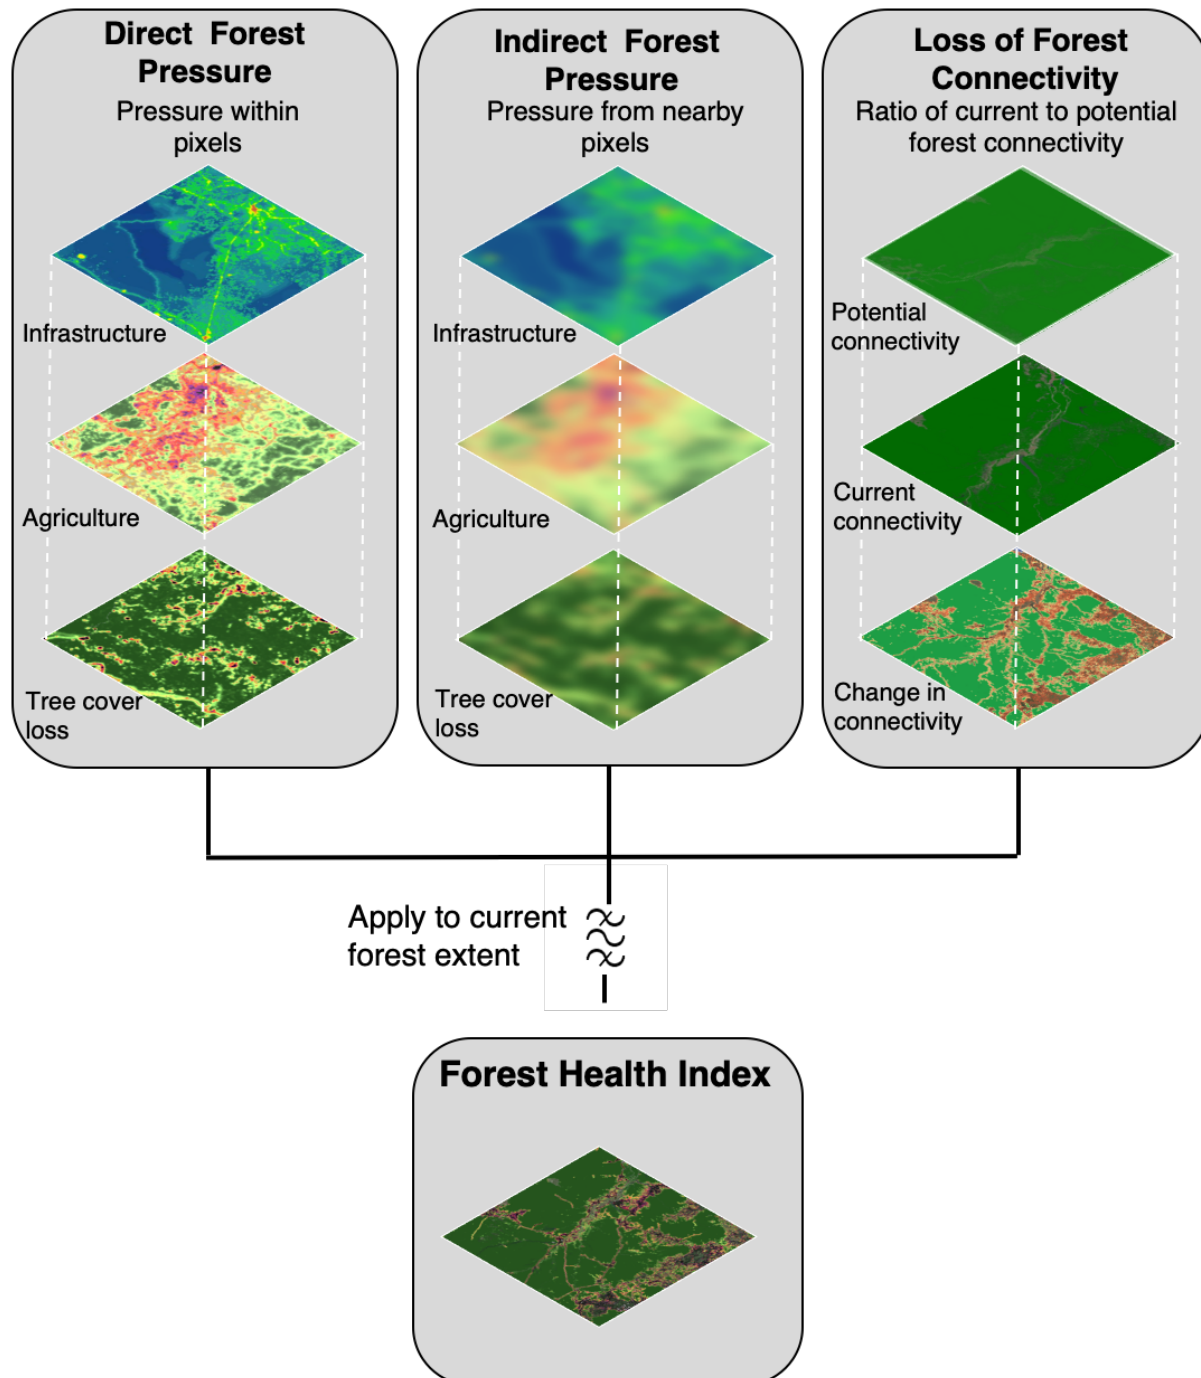 Direct Forest
Pressure
Pressure within
pixels
Infrastructure
Agriculture
Tree cover
loss
Indirect Forest
Pressure
Pressure from nearby
pixels
Infrastructure
Agriculture
Tree cover
loss
Loss of Forest
Connectivity
Ratio of current to potential
forest connectivity
Potential
connectivity
Current
connectivity
Change in
connectivity
Apply to current
forest extent
Forest Health Index